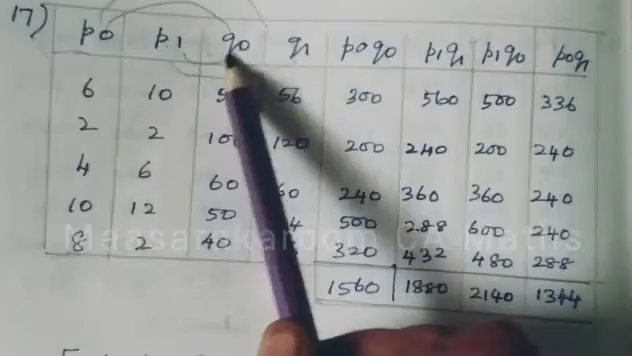 17)
p0 p1 q0 q1 p0q0 p1q1 p1q0 p0q1
6 10 56 300 560 500 336
2 2 100 120 200 240 200 240
4 6 60 60 240 360 360 240
10 12 50 500 288 600 240
8 2 40 320 432 480 288
1560 1880 2140 1344